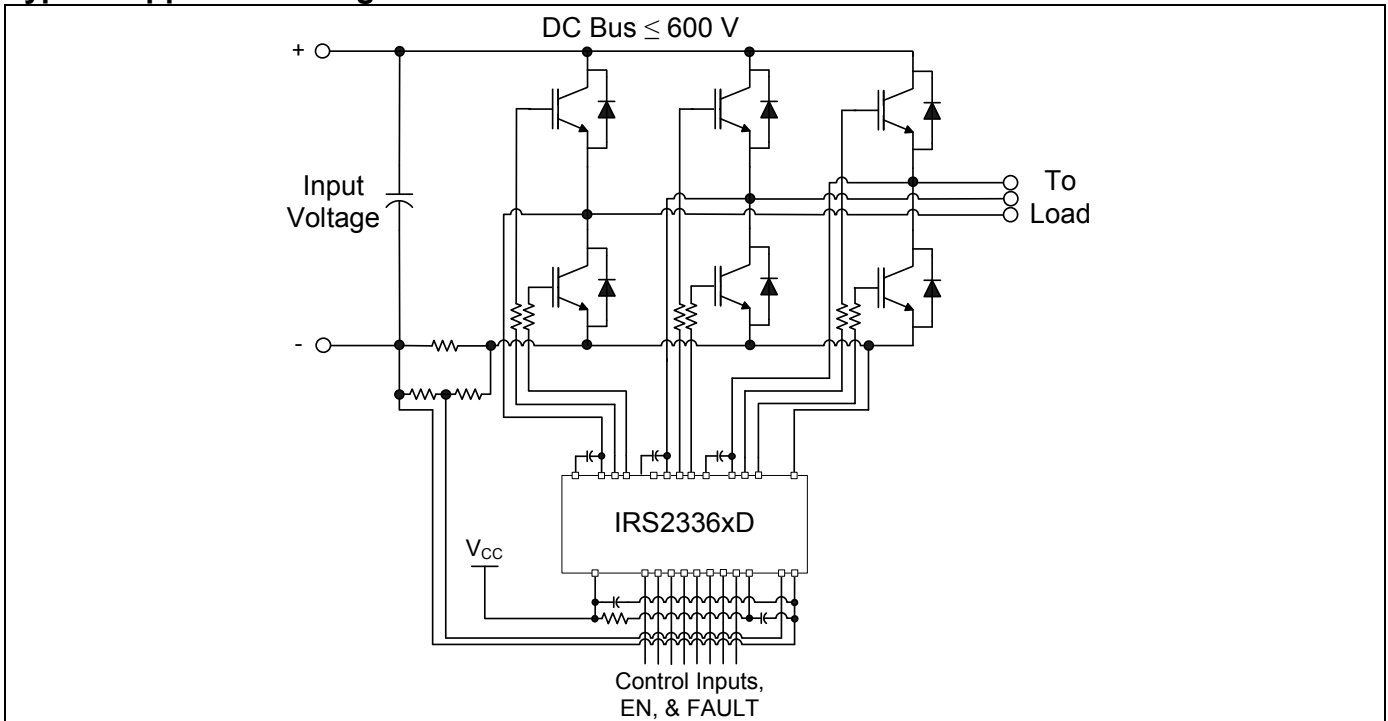 DC Bus ≤ 600 V
+
Input
Voltage
-
To
Load
IRS2336xD
VCC
Control Inputs,
EN, & FAULT